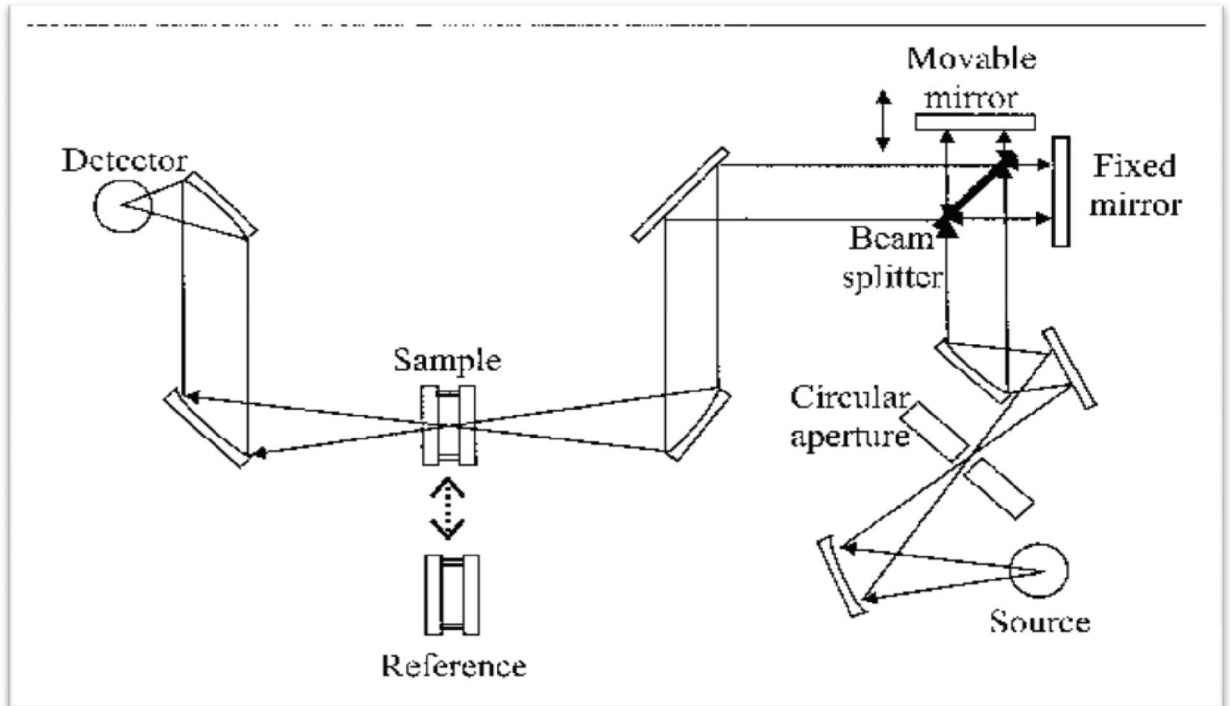 Movable
mirror
Detector
Fixed
mirror
Beam
splitter
Sample
Circular
aperture
Source
Reference